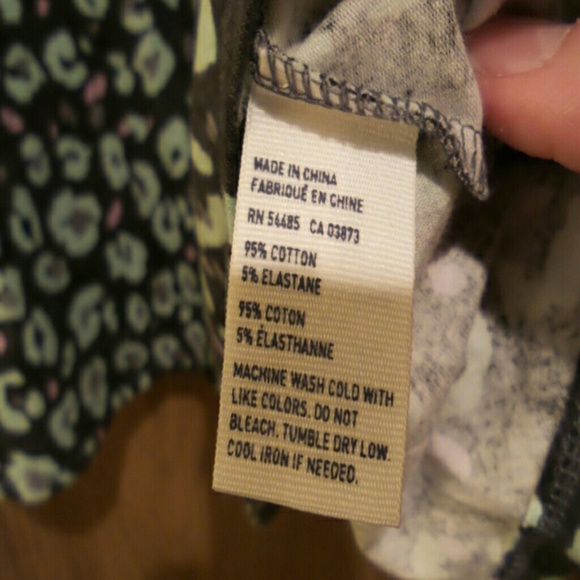 MADE IN CHINA
FABRIQUÉ EN CHINE
RN 54485 CA 03873
95% COTTON
5% ELASTANE
95% COTON
5% ÉLASTHANNE
MACHINE WASH COLD WITH
LIKE COLORS. DO NOT
BLEACH. TUMBLE DRY LOW.
COOL IRON IF NEEDED.